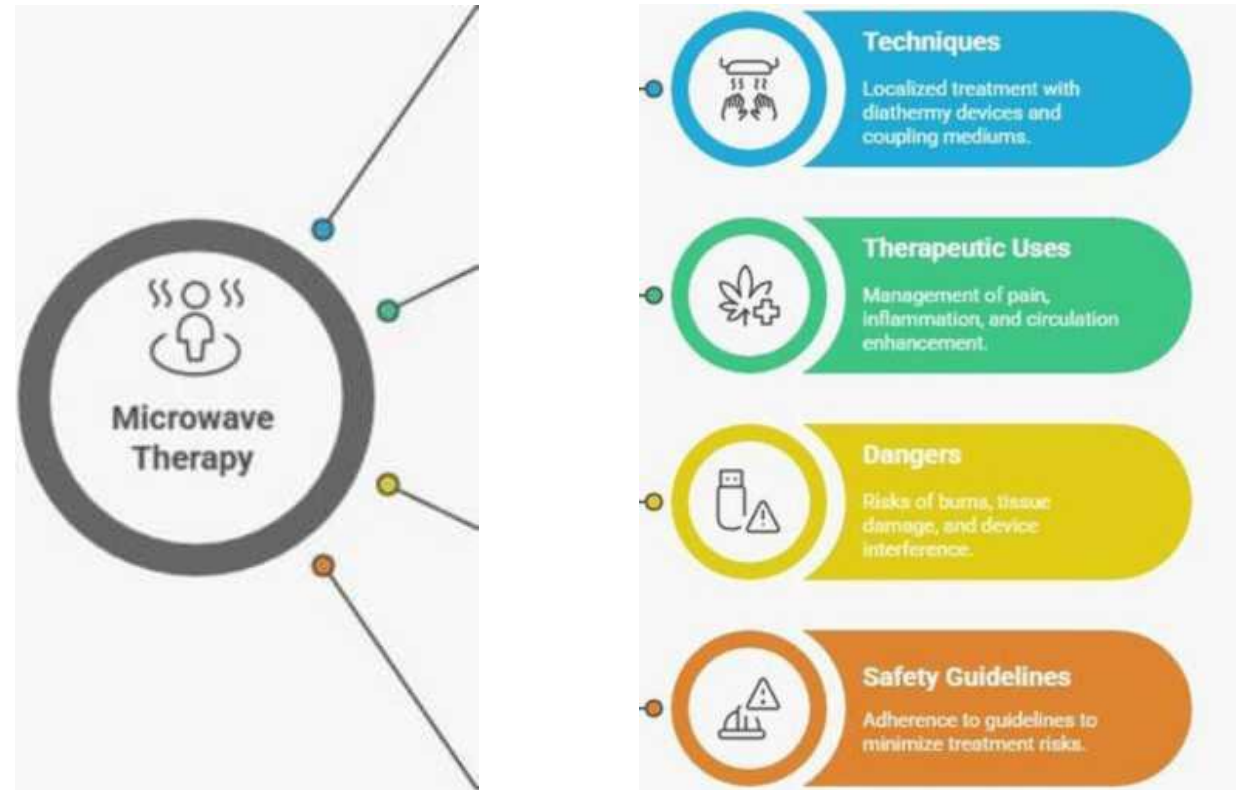 Microwave
Therapy
Techniques
Localized treatment with
diathermy devices and
coupling mediums.
Therapeutic Uses
Management of pain,
inflammation, and circulation
enhancement.
Dangers
Risks of burns, tissue
damage, and device
interference.
Safety Guidelines
Adherence to guidelines to
minimize treatment risks.